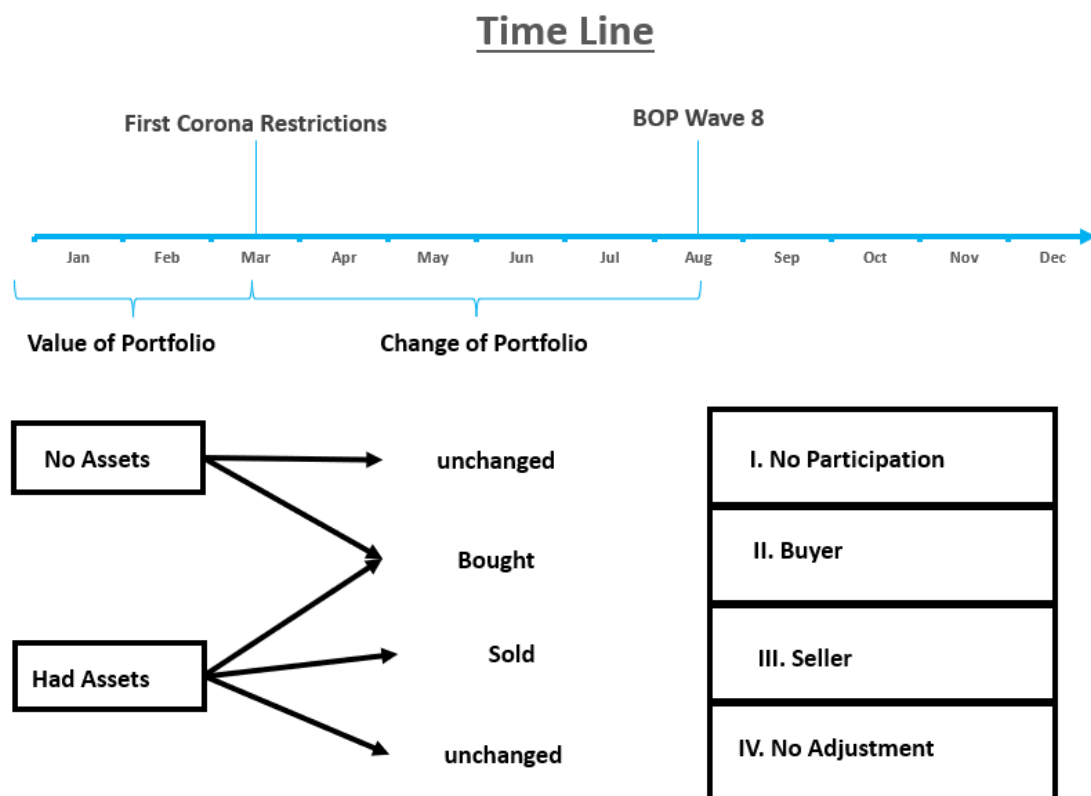 Time Line
First Corona Restrictions
BOP Wave 8
Jan Feb Mar Apr May Jun Jul Aug Sep Oct Nov Dec
Value of Portfolio
Change of Portfolio
No Assets
unchanged
I. No Participation
Bought
II. Buyer
Had Assets
Sold
III. Seller
unchanged
IV. No Adjustment